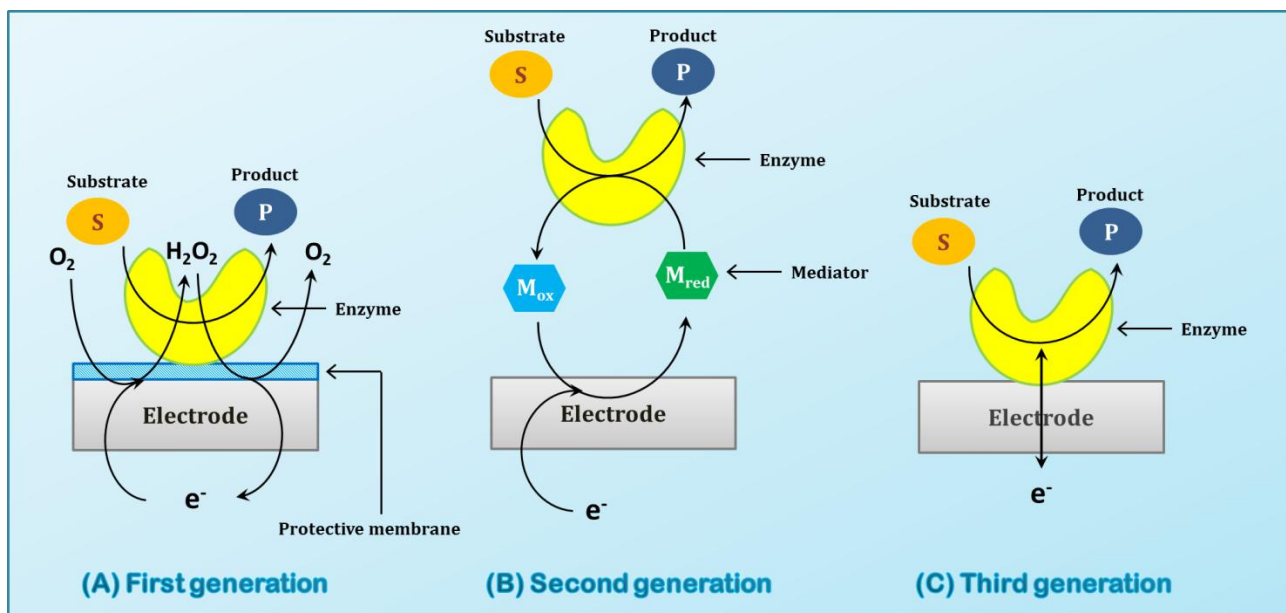 Substrate
S
Product
P
O₂
H₂O₂
O₂
Enzyme
Electrode
e⁻
Protective membrane
(A) First generation
Substrate
S
Product
P
Enzyme
Mox
Mred
Mediator
Electrode
e⁻
(B) Second generation
Substrate
S
Product
P
Enzyme
Electrode
e⁻
(C) Third generation